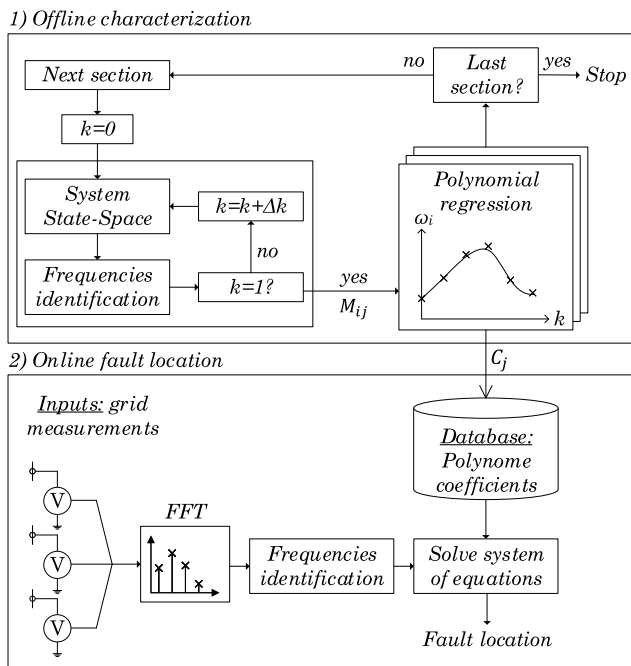 1) Offline characterization
Next section
no
Last
section?
yes
Stop
k=0
System
State-Space
k=k+Δk
no
Frequencies
identification
k=1?
yes
M_{ij}
Polynomial
regression
ω_i
k
C_j
2) Online fault location
Inputs: grid
measurements
V
V
V
FFT
Frequencies
identification
Database:
Polynome
coefficients
Solve system
of equations
Fault location